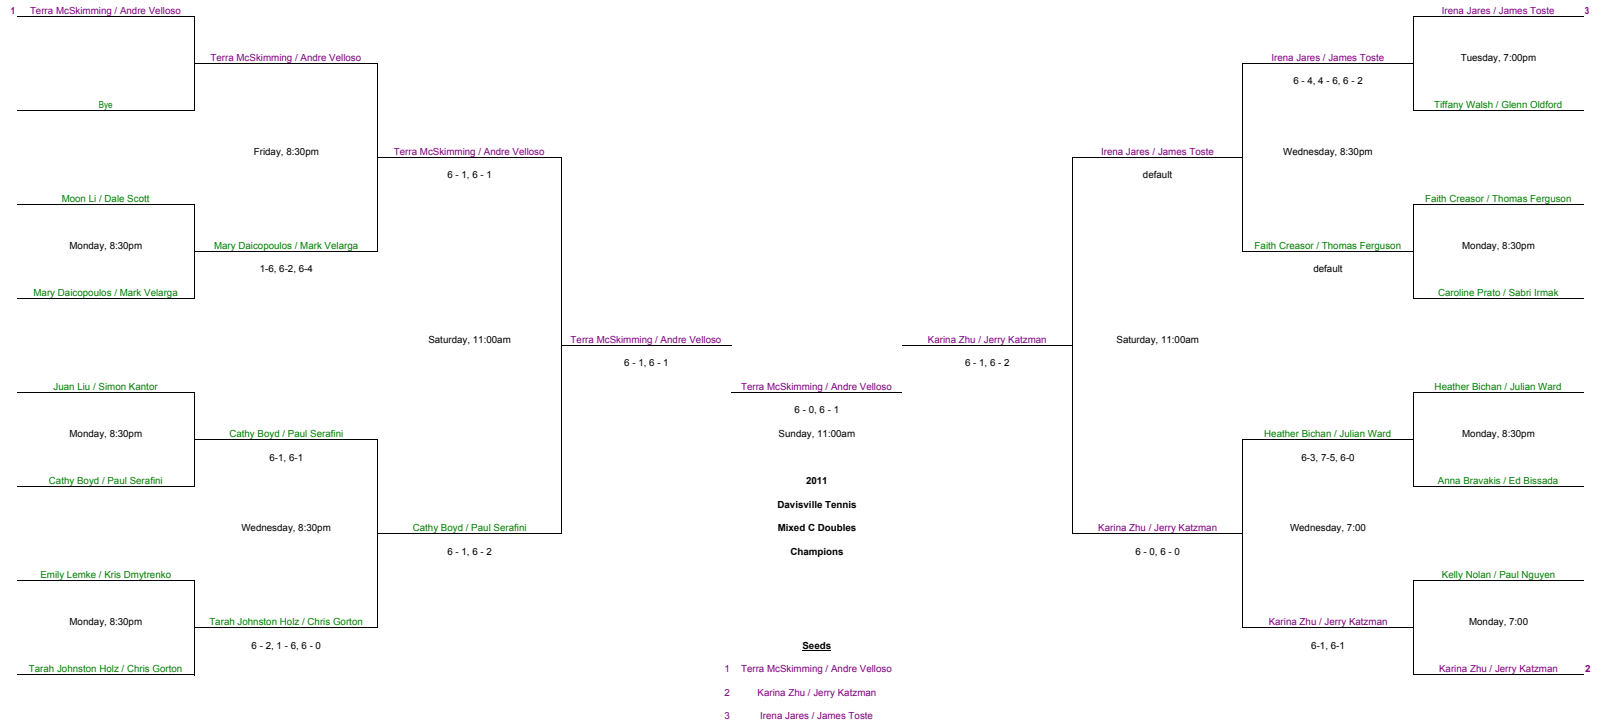 1 Terra McSkimming / Andre Velloso
Irena Jares / James Toste 3
Terra McSkimming / Andre Velloso
Irena Jares / James Toste
Tuesday, 7:00pm
6 - 4, 4 - 6, 6 - 2
Bye
Tiffany Walsh / Glenn Oldford
Friday, 8:30pm
Terra McSkimming / Andre Velloso
Irena Jares / James Toste
Wednesday, 8:30pm
6 - 1, 6 - 1
default
Moon Li / Dale Scott
Faith Creasor / Thomas Ferguson
Monday, 8:30pm
Mary Daicopoulos / Mark Velarga
Faith Creasor / Thomas Ferguson
Monday, 8:30pm
1-6, 6-2, 6-4
default
Mary Daicopoulos / Mark Velarga
Caroline Prato / Sabri Irmak
Saturday, 11:00am
Terra McSkimming / Andre Velloso
Karina Zhu / Jerry Katzman
Saturday, 11:00am
6 - 1, 6 - 1
6 - 1, 6 - 2
Juan Liu / Simon Kantor
Terra McSkimming / Andre Velloso
Heather Bichan / Julian Ward
6 - 0, 6 - 1
Monday, 8:30pm
Cathy Boyd / Paul Serafini
Sunday, 11:00am
Heather Bichan / Julian Ward
Monday, 8:30pm
6-1, 6-1
6-3, 7-5, 6-0
Cathy Boyd / Paul Serafini
2011
Anna Bravakis / Ed Bissada
Davisville Tennis
Wednesday, 8:30pm
Cathy Boyd / Paul Serafini
Mixed C Doubles
Karina Zhu / Jerry Katzman
Wednesday, 7:00
6 - 1, 6 - 2
Champions
6 - 0, 6 - 0
Emily Lemke / Kris Dmytrenko
Kelly Nolan / Paul Nguyen
Monday, 8:30pm
Tarah Johnston Holz / Chris Gorton
Karina Zhu / Jerry Katzman
Monday, 7:00
6 - 2, 1 - 6, 6 - 0
Seeds
6-1, 6-1
Tarah Johnston Holz / Chris Gorton
1 Terra McSkimming / Andre Velloso
Karina Zhu / Jerry Katzman 2
2 Karina Zhu / Jerry Katzman
3 Irena Jares / James Toste